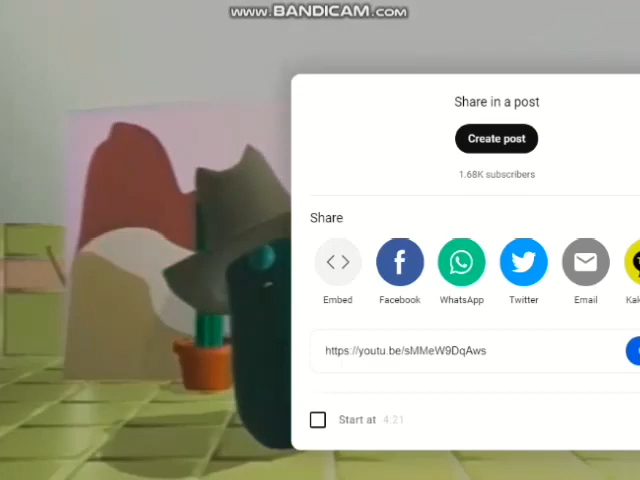 www.BANDICAM.com
Share in a post
Create post
1.68K subscribers
Share
Embed
Facebook
WhatsApp
Twitter
Email
Kak
https://youtu.be/sMMeW9DqAws
Start at 4:21